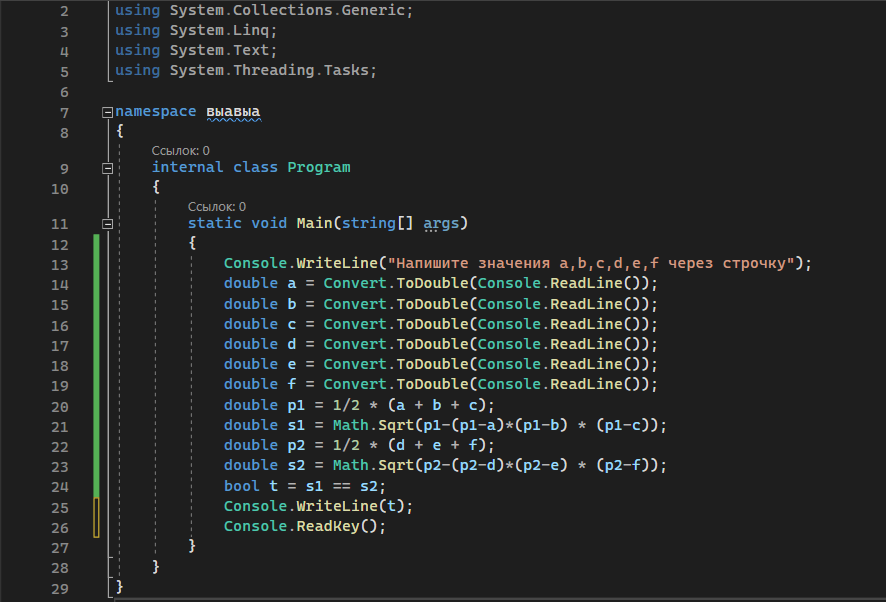 2 using System.Collections.Generic;
3 using System.Linq;
4 using System.Text;
5 using System.Threading.Tasks;
6
7 namespace выавыа
8 {
Ссылок: 0
9 internal class Program
10 {
Ссылок: 0
11 static void Main(string[] args)
12 {
13 Console.WriteLine("Напишите значения a,b,c,d,e,f через строчку");
14 double a = Convert.ToDouble(Console.ReadLine());
15 double b = Convert.ToDouble(Console.ReadLine());
16 double c = Convert.ToDouble(Console.ReadLine());
17 double d = Convert.ToDouble(Console.ReadLine());
18 double e = Convert.ToDouble(Console.ReadLine());
19 double f = Convert.ToDouble(Console.ReadLine());
20 double p1 = 1/2 * (a + b + c);
21 double s1 = Math.Sqrt(p1-(p1-a)*(p1-b) * (p1-c));
22 double p2 = 1/2 * (d + e + f);
23 double s2 = Math.Sqrt(p2-(p2-d)*(p2-e) * (p2-f));
24 bool t = s1 == s2;
25 Console.WriteLine(t);
26 Console.ReadKey();
27 }
28 }
29 }